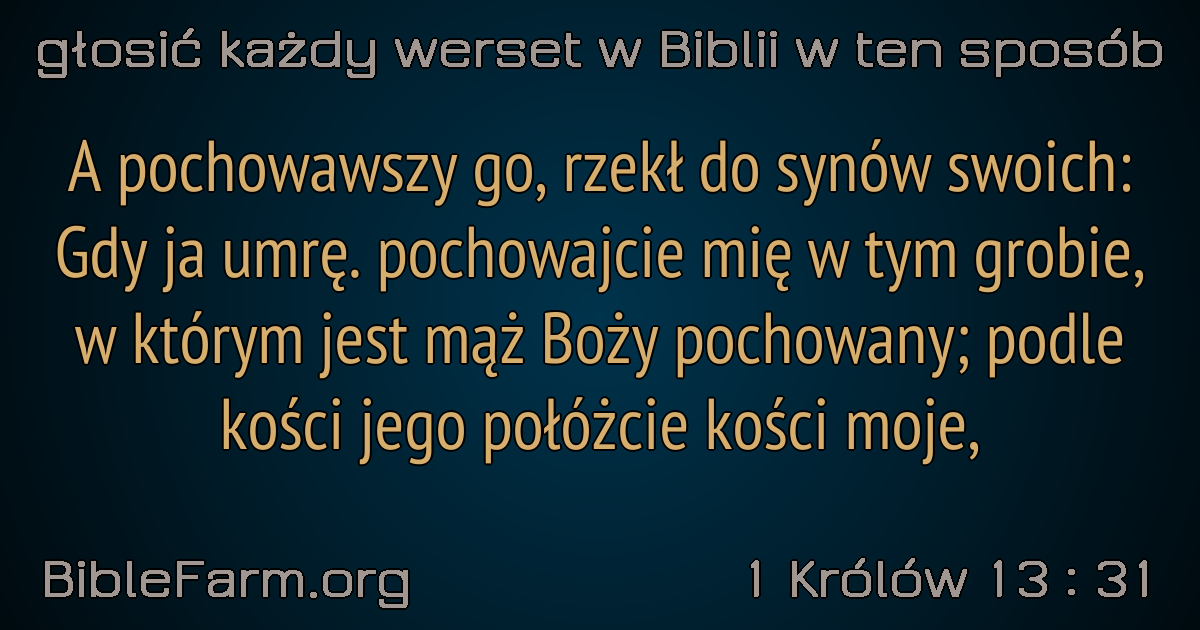 głosić każdy werset w Biblii w ten sposób
A pochowawszy go, rzekł do synów swoich:
Gdy ja umrę. pochowajcie mię w tym grobie,
w którym jest mąż Boży pochowany; podle
kości jego połóżcie kości moje,
BibleFarm.org
1 Królów 13 : 31